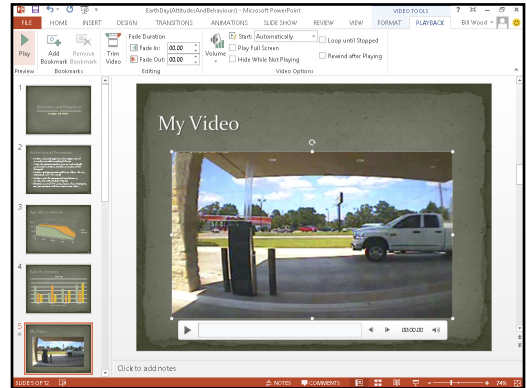 EarthDay(AttitudesAndBehaviours) - Microsoft PowerPoint
VIDEO TOOLS
FILE HOME INSERT DESIGN TRANSITIONS ANIMATIONS SLIDE SHOW REVIEW VIEW FORMAT PLAYBACK Bill Wood
Fade Duration
Play
Add Bookmark
Remove Bookmark
Trim Video
Fade In: 00.00
Fade Out: 00.00
Volume
Start: Automatically
Play Full Screen
Hide While Not Playing
Loop until Stopped
Rewind after Playing
Preview Bookmarks Editing Video Options
1
2
3
4
5
My Video
00:00.00
Click to add notes
SLIDE 5 OF 12 NOTES COMMENTS 74%